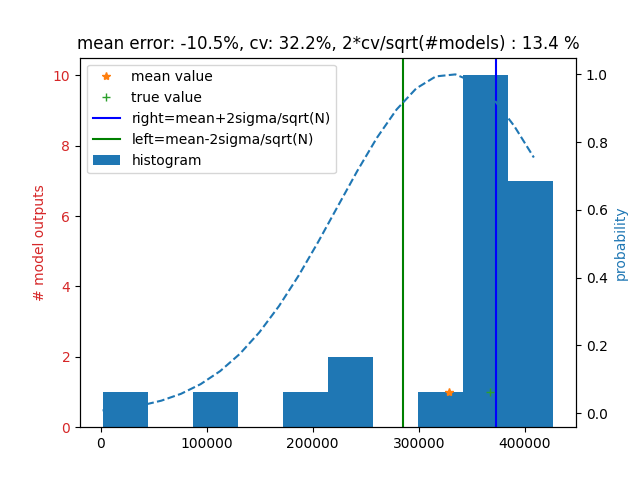 mean error: -10.5%, cv: 32.2%, 2*cv/sqrt(#models) : 13.4 %
mean value
true value
right=mean+2sigma/sqrt(N)
left=mean-2sigma/sqrt(N)
histogram
# model outputs
10
8
6
4
2
0
probability
1.0
0.8
0.6
0.4
0.2
0.0
0
100000
200000
300000
400000